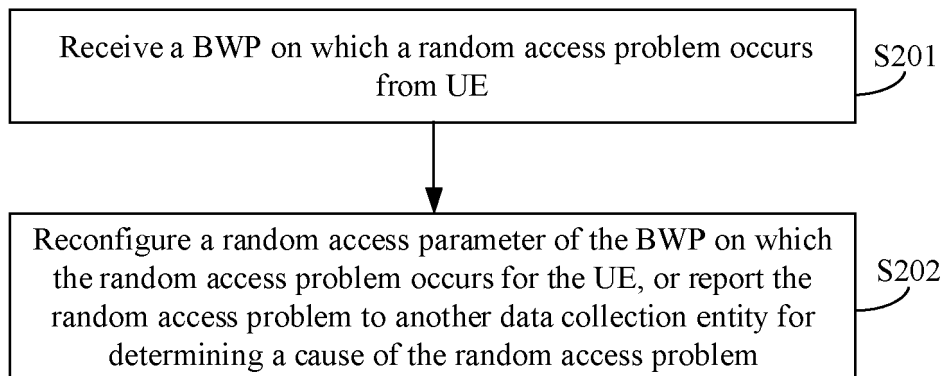 Receive a BWP on which a random access problem occurs
from UE
S201
Reconfigure a random access parameter of the BWP on which
the random access problem occurs for the UE, or report the
random access problem to another data collection entity for
determining a cause of the random access problem
S202